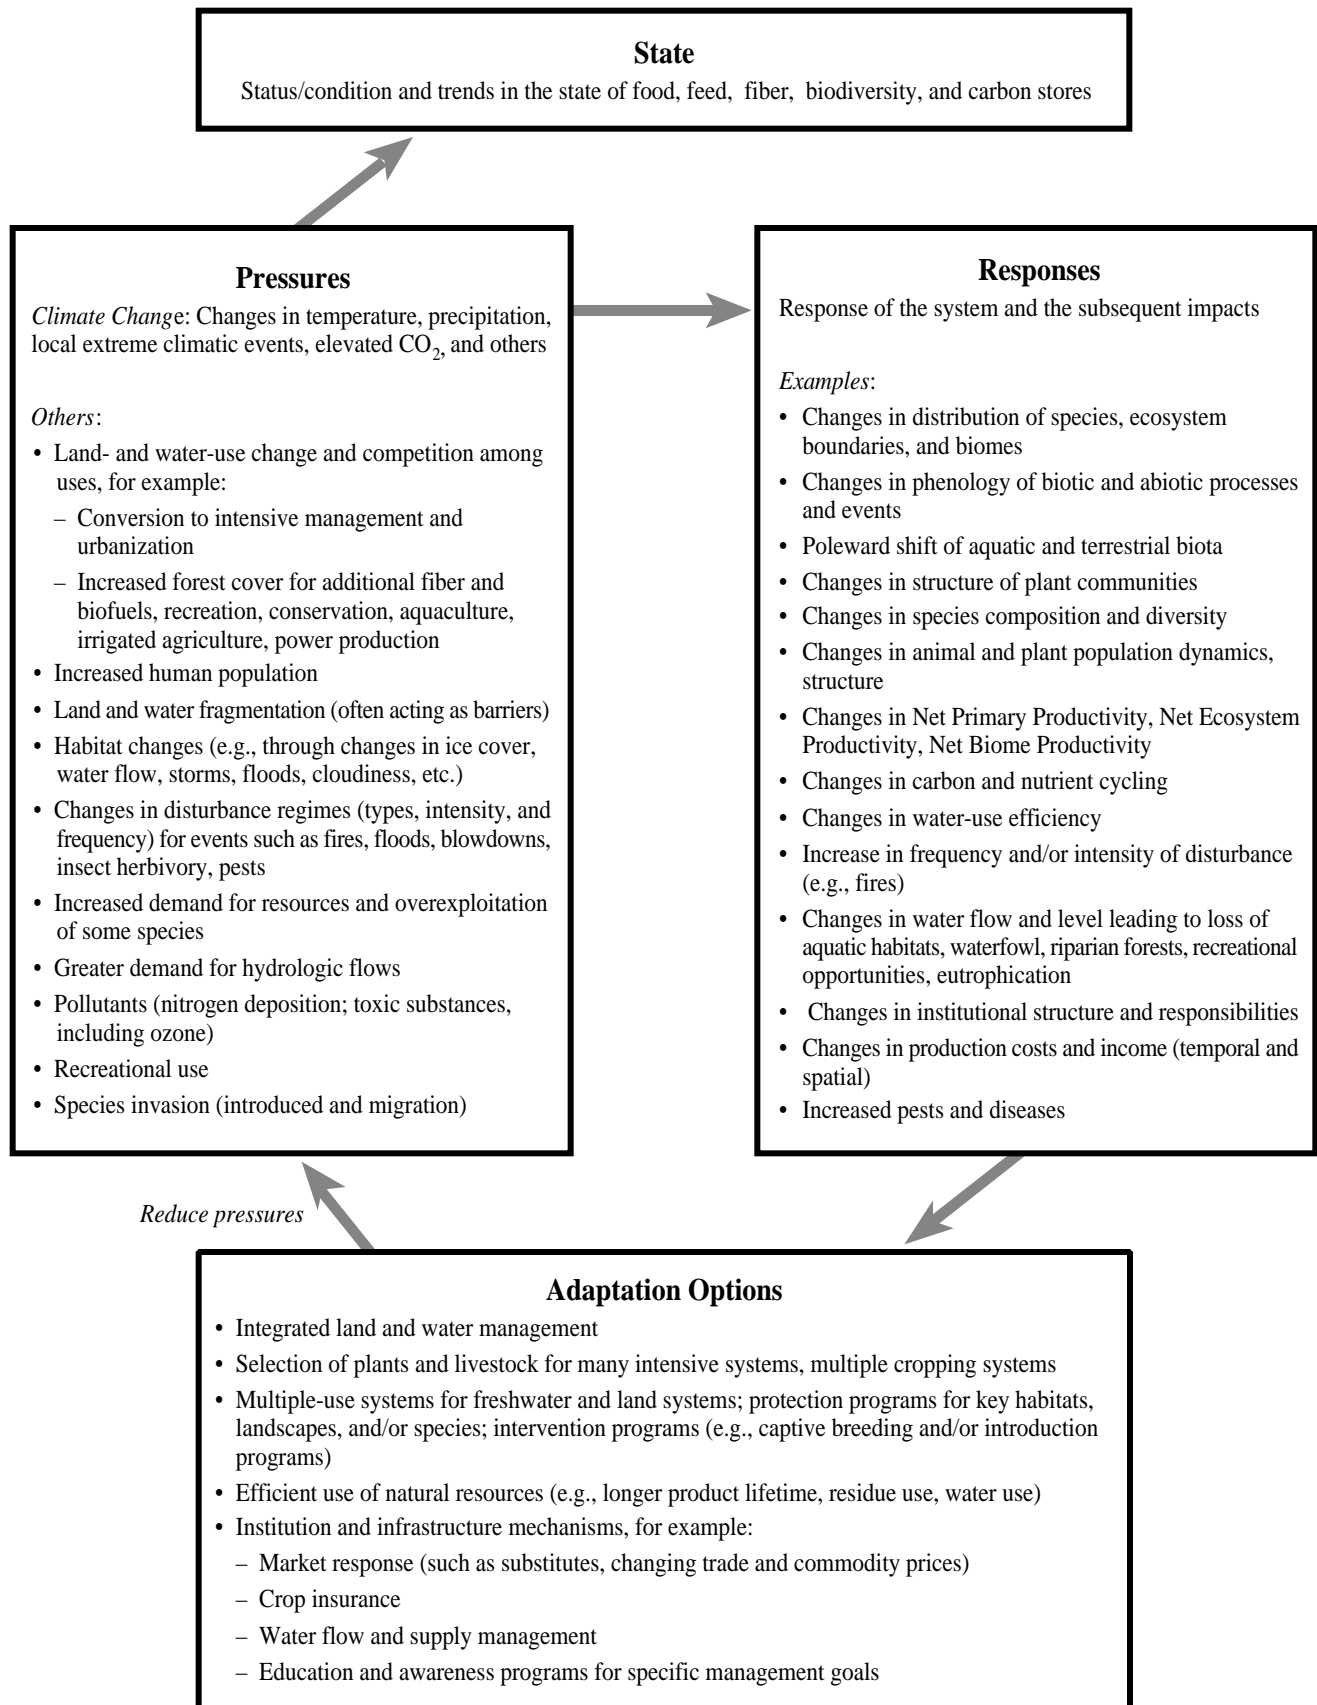 State
Status/condition and trends in the state of food, feed, fiber, biodiversity, and carbon stores
Pressures
Climate Change: Changes in temperature, precipitation,
local extreme climatic events, elevated CO2, and others
Others:
• Land- and water-use change and competition among
uses, for example:
– Conversion to intensive management and
urbanization
– Increased forest cover for additional fiber and
biofuels, recreation, conservation, aquaculture,
irrigated agriculture, power production
• Increased human population
• Land and water fragmentation (often acting as barriers)
• Habitat changes (e.g., through changes in ice cover,
water flow, storms, floods, cloudiness, etc.)
• Changes in disturbance regimes (types, intensity, and
frequency) for events such as fires, floods, blowdowns,
insect herbivory, pests
• Increased demand for resources and overexploitation
of some species
• Greater demand for hydrologic flows
• Pollutants (nitrogen deposition; toxic substances,
including ozone)
• Recreational use
• Species invasion (introduced and migration)
Responses
Response of the system and the subsequent impacts
Examples:
• Changes in distribution of species, ecosystem
boundaries, and biomes
• Changes in phenology of biotic and abiotic processes
and events
• Poleward shift of aquatic and terrestrial biota
• Changes in structure of plant communities
• Changes in species composition and diversity
• Changes in animal and plant population dynamics,
structure
• Changes in Net Primary Productivity, Net Ecosystem
Productivity, Net Biome Productivity
• Changes in carbon and nutrient cycling
• Changes in water-use efficiency
• Increase in frequency and/or intensity of disturbance
(e.g., fires)
• Changes in water flow and level leading to loss of
aquatic habitats, waterfowl, riparian forests, recreational
opportunities, eutrophication
• Changes in institutional structure and responsibilities
• Changes in production costs and income (temporal and
spatial)
• Increased pests and diseases
Reduce pressures
Adaptation Options
• Integrated land and water management
• Selection of plants and livestock for many intensive systems, multiple cropping systems
• Multiple-use systems for freshwater and land systems; protection programs for key habitats,
landscapes, and/or species; intervention programs (e.g., captive breeding and/or introduction
programs)
• Efficient use of natural resources (e.g., longer product lifetime, residue use, water use)
• Institution and infrastructure mechanisms, for example:
– Market response (such as substitutes, changing trade and commodity prices)
– Crop insurance
– Water flow and supply management
– Education and awareness programs for specific management goals